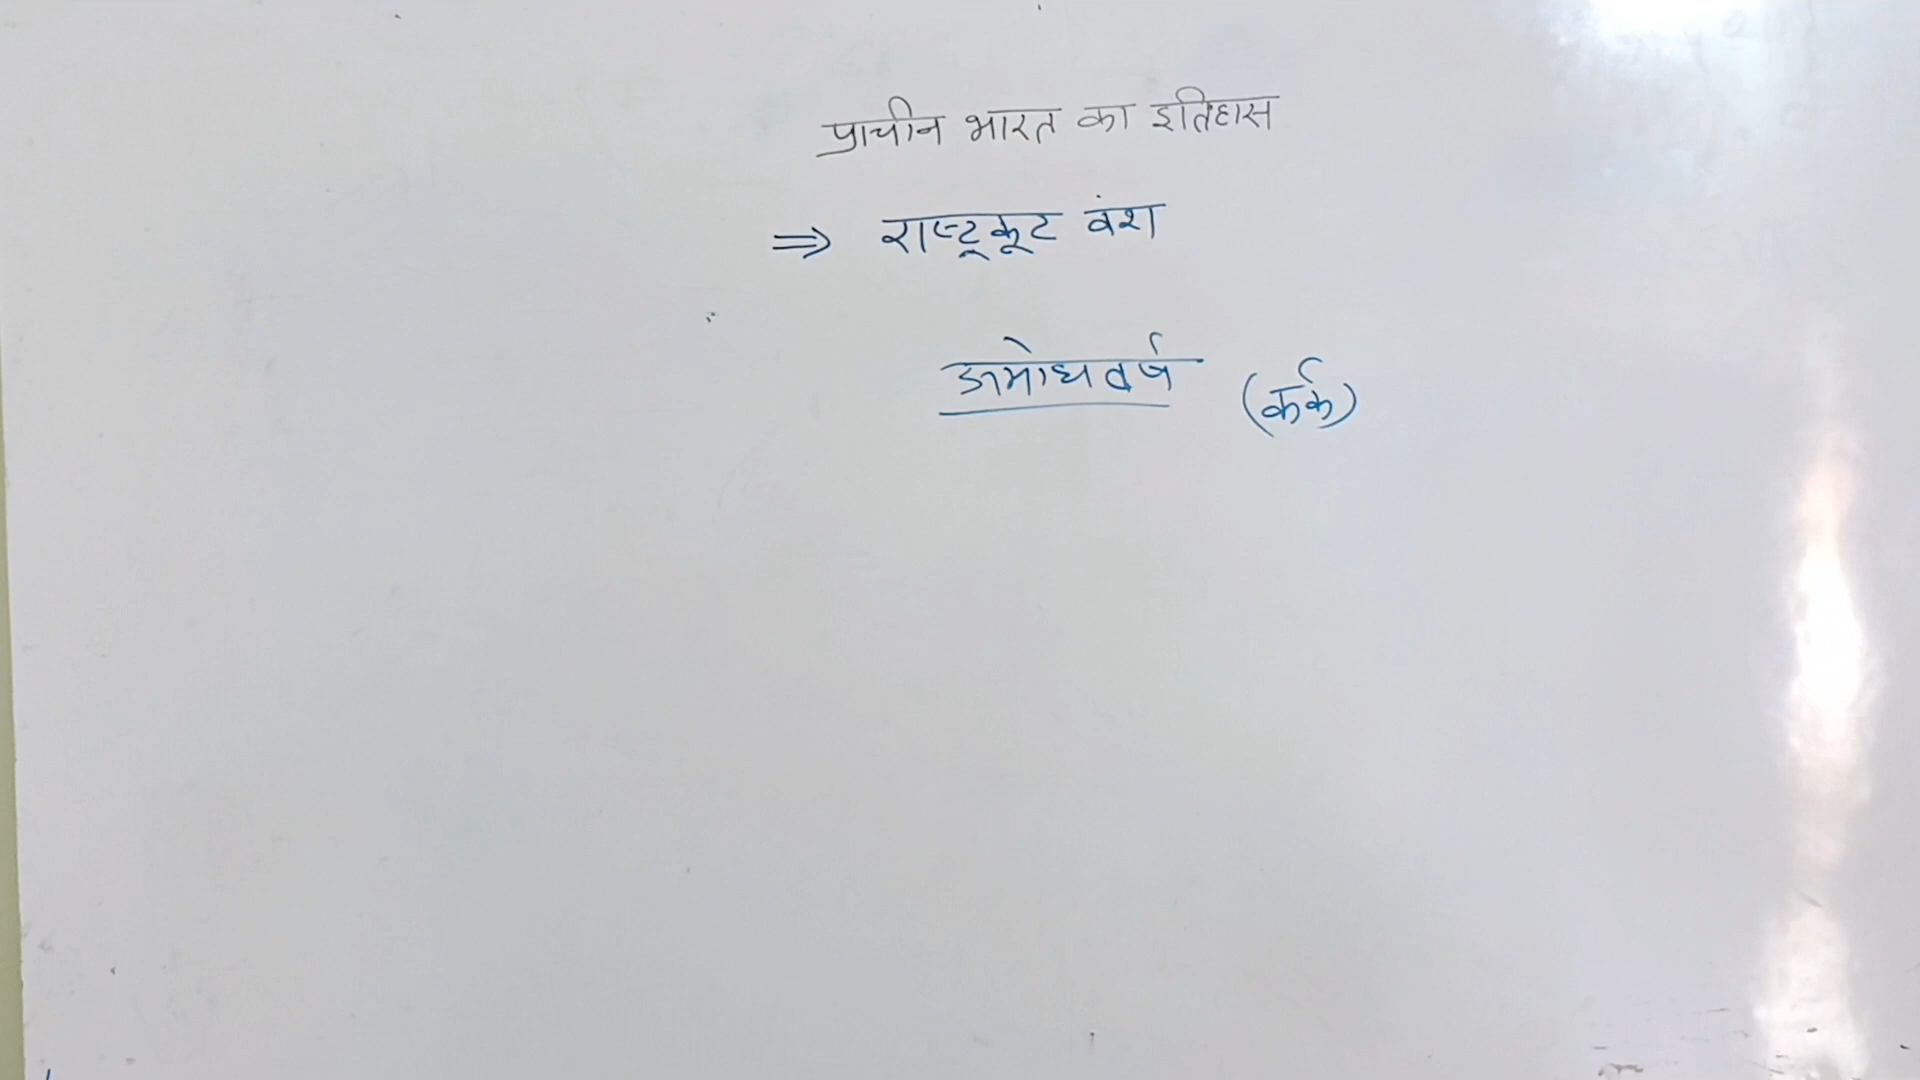 प्राचीन भारत का इतिहास
⇒ राष्ट्रकूट वंश
अमोघवर्ष (कर्क)